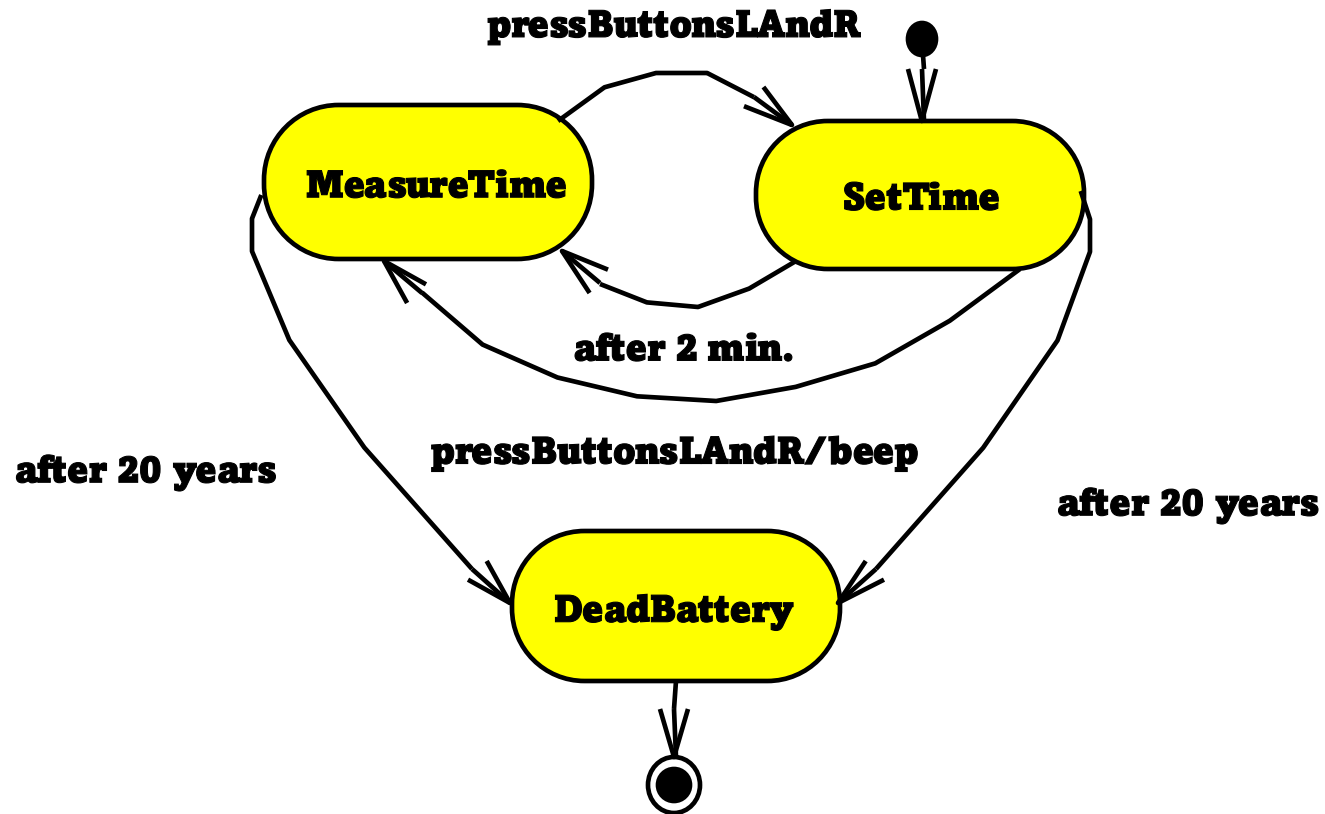 pressButtonsLAndR
MeasureTime
SetTime
after 2 min.
pressButtonsLAndR/beep
after 20 years
after 20 years
DeadBattery